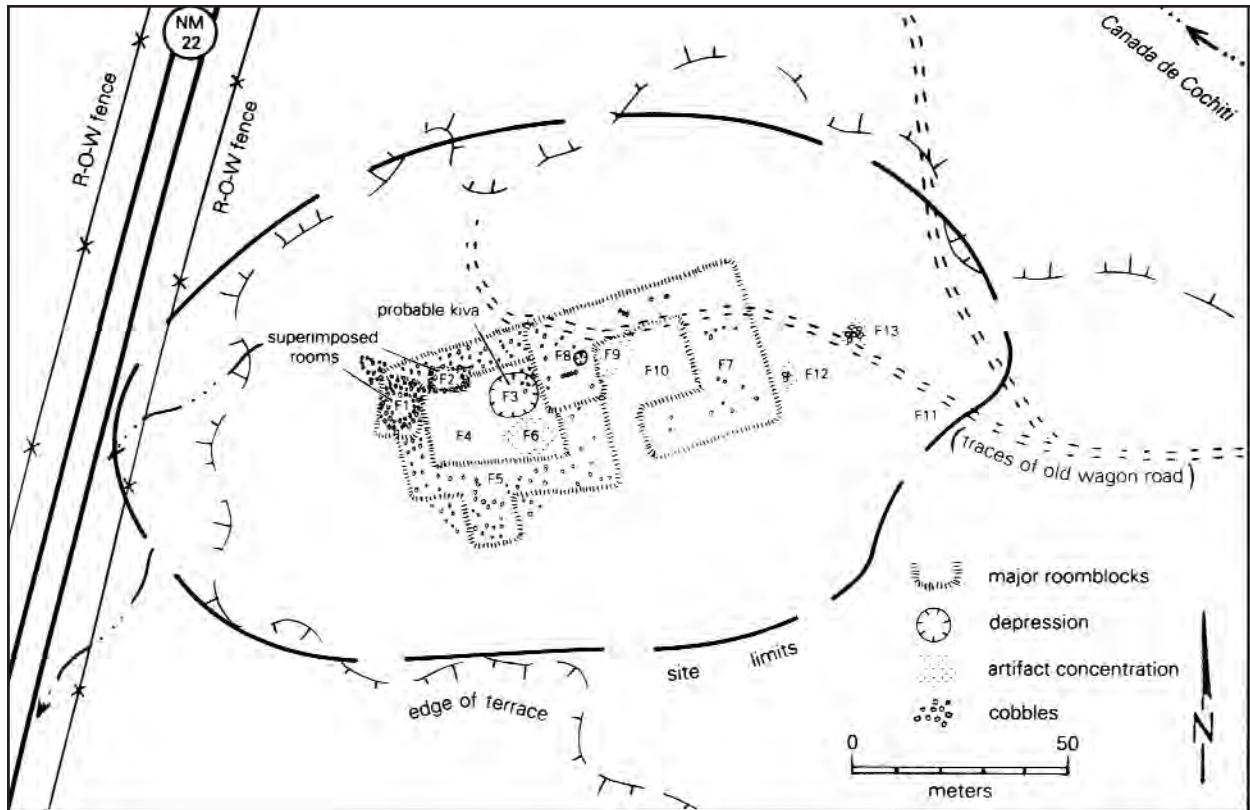 NM
22
R-O-W fence
R-O-W fence
Canada de Cochiti
probable kiva
superimposed
rooms
F1
F2
F3
F4
F5
F6
F7
F8
F9
F10
F11
F12
F13
(traces of old wagon road)
site limits
edge of terrace
major roomblocks
depression
artifact concentration
cobbles
0 50
meters
N